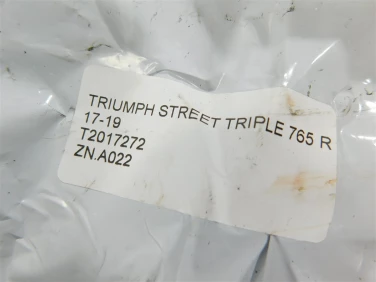 TRIUMPH STREET TRIPLE 765 R
17-19
T2017272
ZN.A022